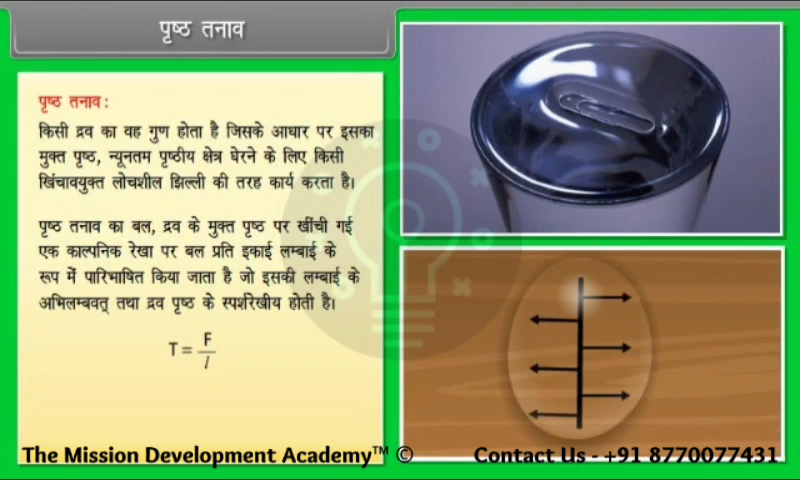 पृष्ठ तनाव
पृष्ठ तनाव:
किसी द्रव का वह गुण होता है जिसके आधार पर इसका
मुक्त पृष्ठ, न्यूनतम पृष्ठीय क्षेत्र घेरने के लिए किसी
खिंचावयुक्त लोचशील झिल्ली की तरह कार्य करता है।
पृष्ठ तनाव का बल, द्रव के मुक्त पृष्ठ पर खींची गई
एक काल्पनिक रेखा पर बल प्रति इकाई लम्बाई के
रूप में पारिभाषित किया जाता है जो इसकी लम्बाई के
अभिलम्बवत् तथा द्रव पृष्ठ के स्पर्शरेखीय होती है।
T = F/l
The Mission Development Academy™ © Contact Us - +91 8770077431